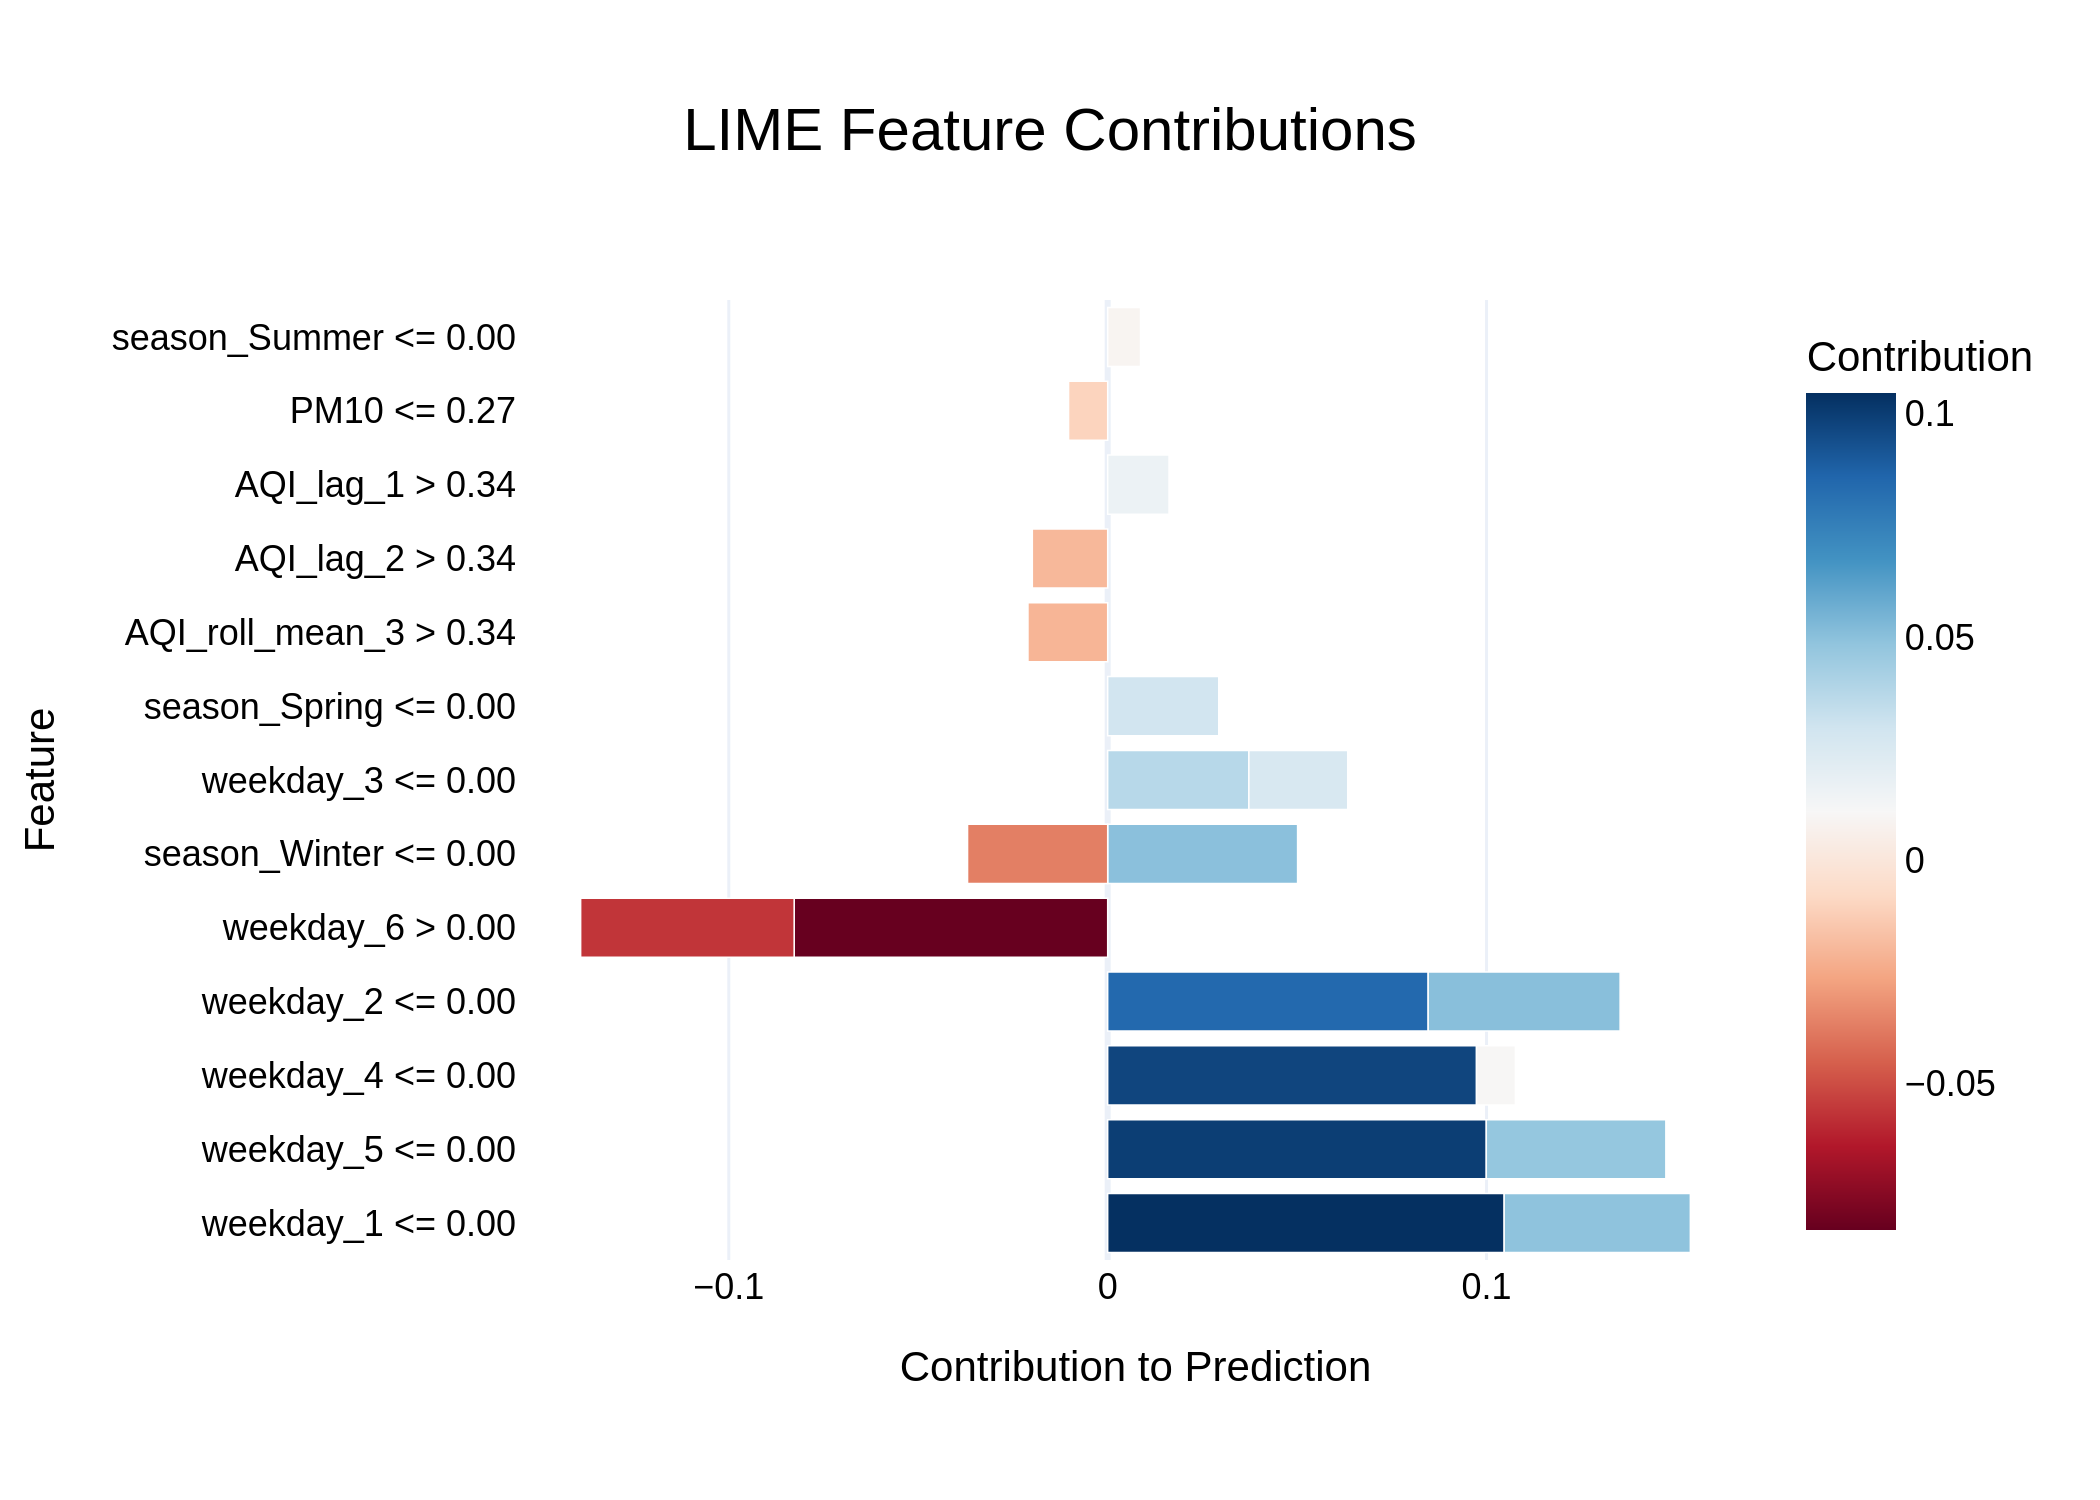 LIME Feature Contributions
season_Summer <= 0.00
PM10 <= 0.27
AQI_lag_1 > 0.34
AQI_lag_2 > 0.34
AQI_roll_mean_3 > 0.34
season_Spring <= 0.00
weekday_3 <= 0.00
season_Winter <= 0.00
weekday_6 > 0.00
weekday_2 <= 0.00
weekday_4 <= 0.00
weekday_5 <= 0.00
weekday_1 <= 0.00
Feature
−0.1
0
0.1
Contribution to Prediction
Contribution
0.1
0.05
0
−0.05